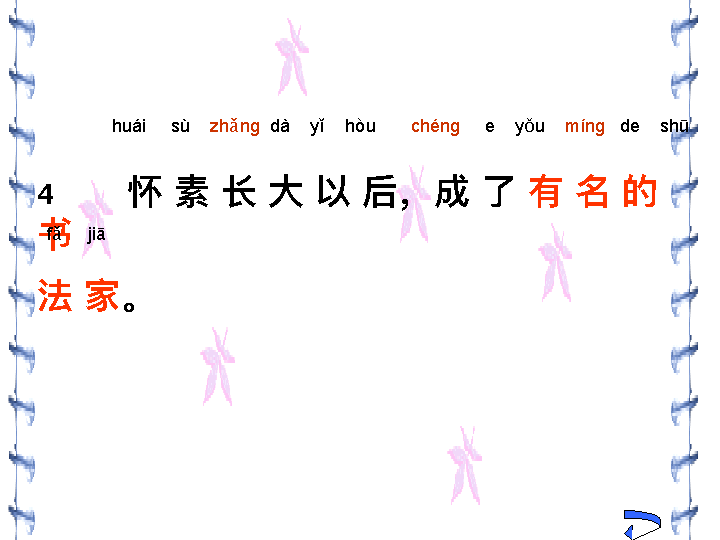 huái sù zhǎng dà yǐ hòu chéng e yǒu míng de shū
4 怀 素 长 大 以 后，成 了 有 名 的
书
fǎ jiā
法 家。